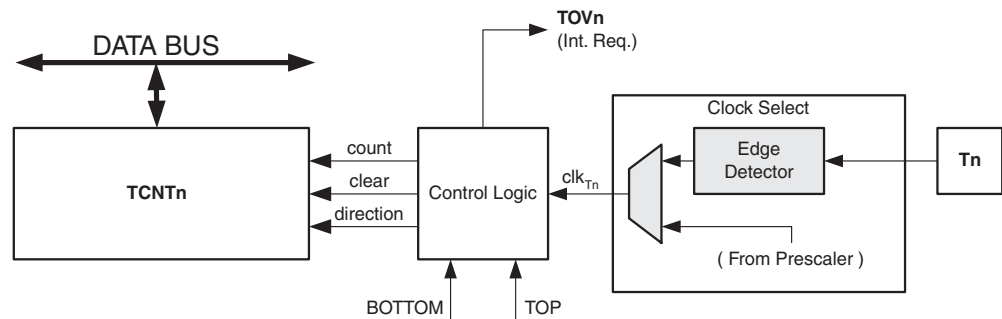 TOVn
(Int. Req.)
DATA BUS
Clock Select
count
Edge
Detector
Tn
TCNTn
clear
Control Logic
clkTn
direction
( From Prescaler )
BOTTOM
TOP